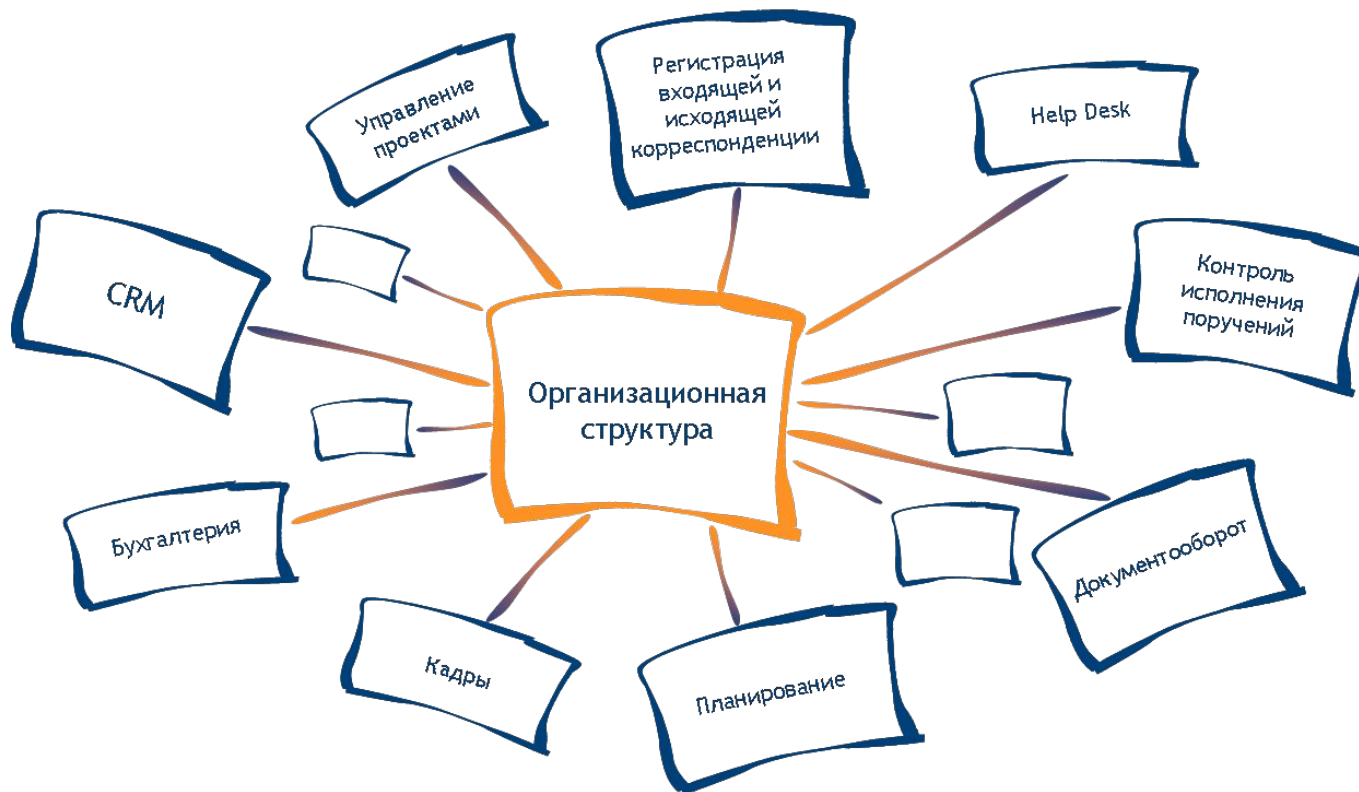 Управление
проектами
Регистрация
входящей и
исходящей
корреспонденции
Help Desk
CRM
Контроль
исполнения
поручений
Организационная
структура
Бухгалтерия
Документооборот
Кадры
Планирование